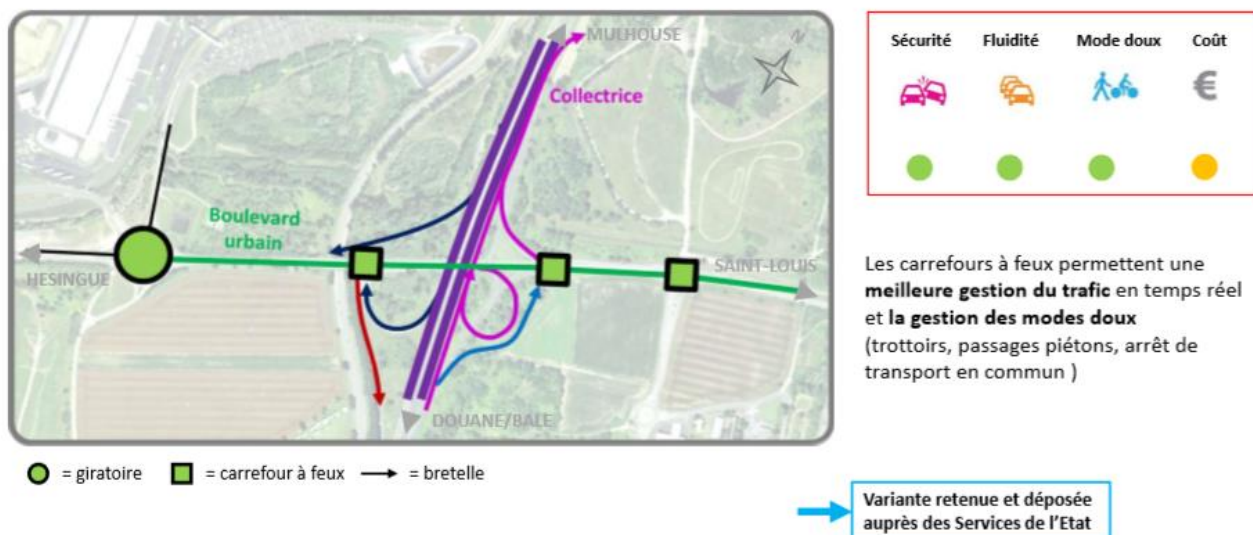 MULHOUSE
N
Collectrice
Boulevard
urbain
HESINGUE
SAINT-LOUIS
DOUANE/BALE
= giratoire = carrefour à feux = bretelle
Sécurité Fluidité Mode doux Coût
€
Les carrefours à feux permettent une
meilleure gestion du trafic en temps réel
et la gestion des modes doux
(trottoirs, passages piétons, arrêt de
transport en commun )
Variante retenue et déposée
auprès des Services de l'Etat